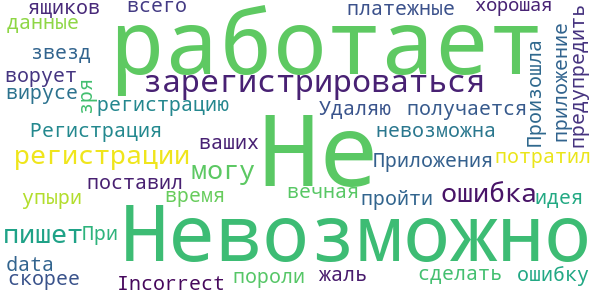 ящиков всего платежные хорошая
данные работает
звезд
ворует зарегистрироваться
вирусе зря регистрацию Удаляю получается
Произошла приложение предупредить
Регистрация ваших Не невозможна
регистрации могу Приложения потратил
поставил вечная
упыри время пройти ошибка идея
пишет При Невозможно
data
скорее Incorrect пороли жаль сделать ошибку